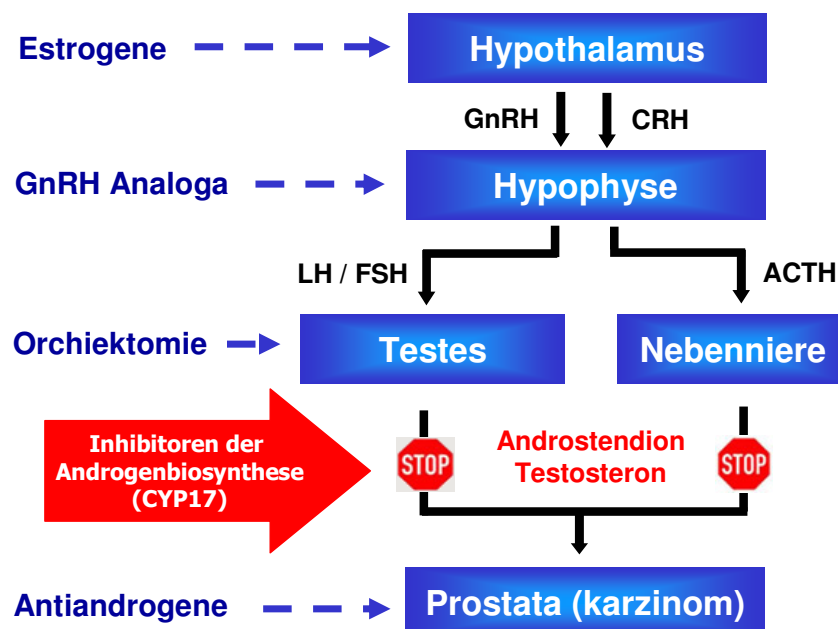 Estrogene
Hypothalamus
GnRH
CRH
GnRH Analoga
Hypophyse
LH / FSH
ACTH
Orchiektomie
Testes
Nebenniere
Inhibitoren der
Androgenbiosynthese
(CYP17)
STOP
Androstendion
Testosteron
STOP
Antiandrogene
Prostata (karzinom)